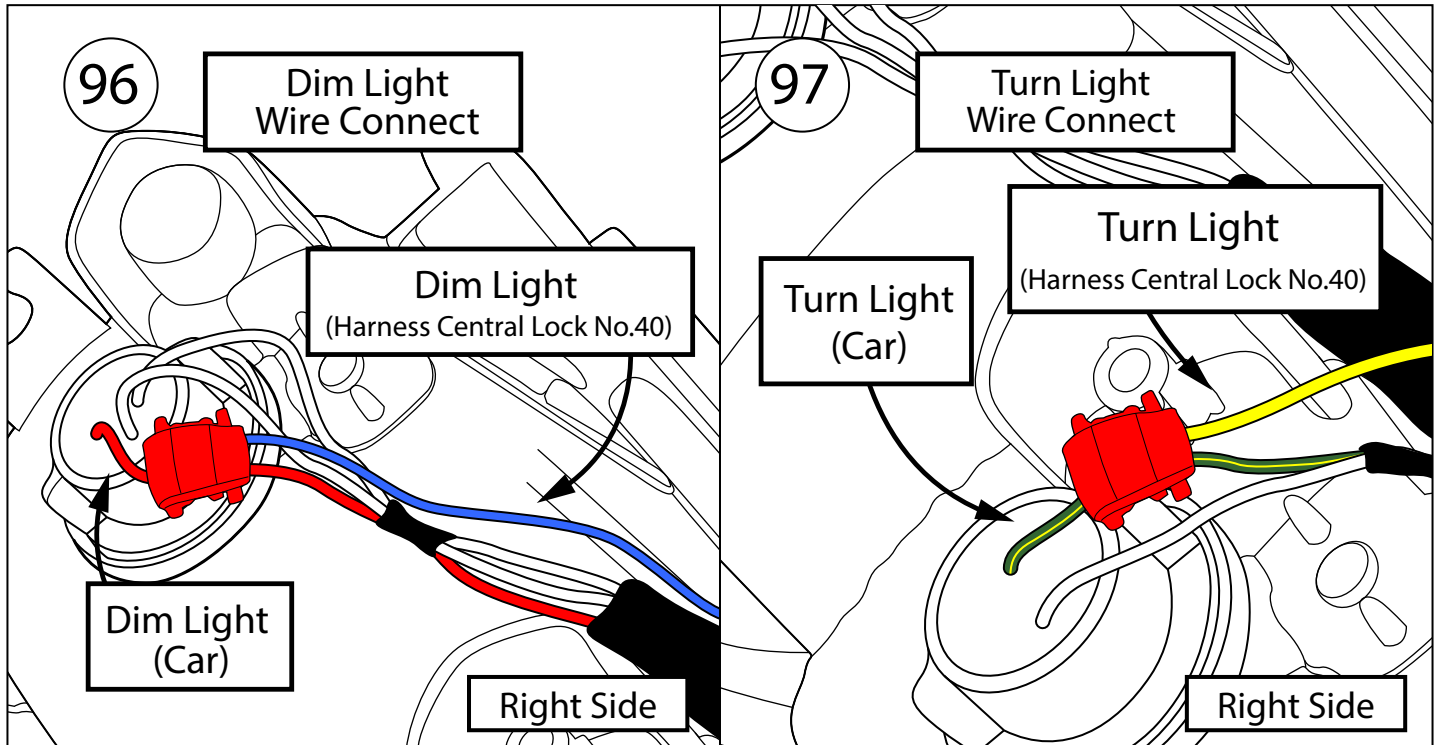 96
Dim Light
Wire Connect
Dim Light
(Harness Central Lock No.40)
Dim Light
(Car)
Right Side
97
Turn Light
Wire Connect
Turn Light
(Harness Central Lock No.40)
Turn Light
(Car)
Right Side